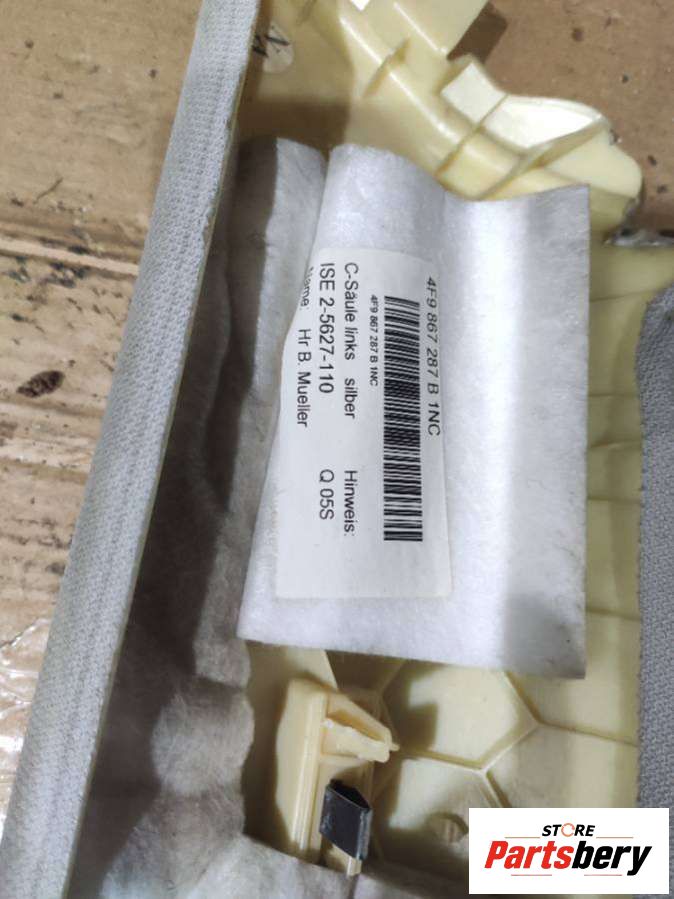 4F9 867 287 B 1NC
4F9 867 287 B 1NC
C-Säule links silber Hinweis:
ISE 2-5627-110 Q 05S
Name: Hr B. Mueller
STORE
Partsbery